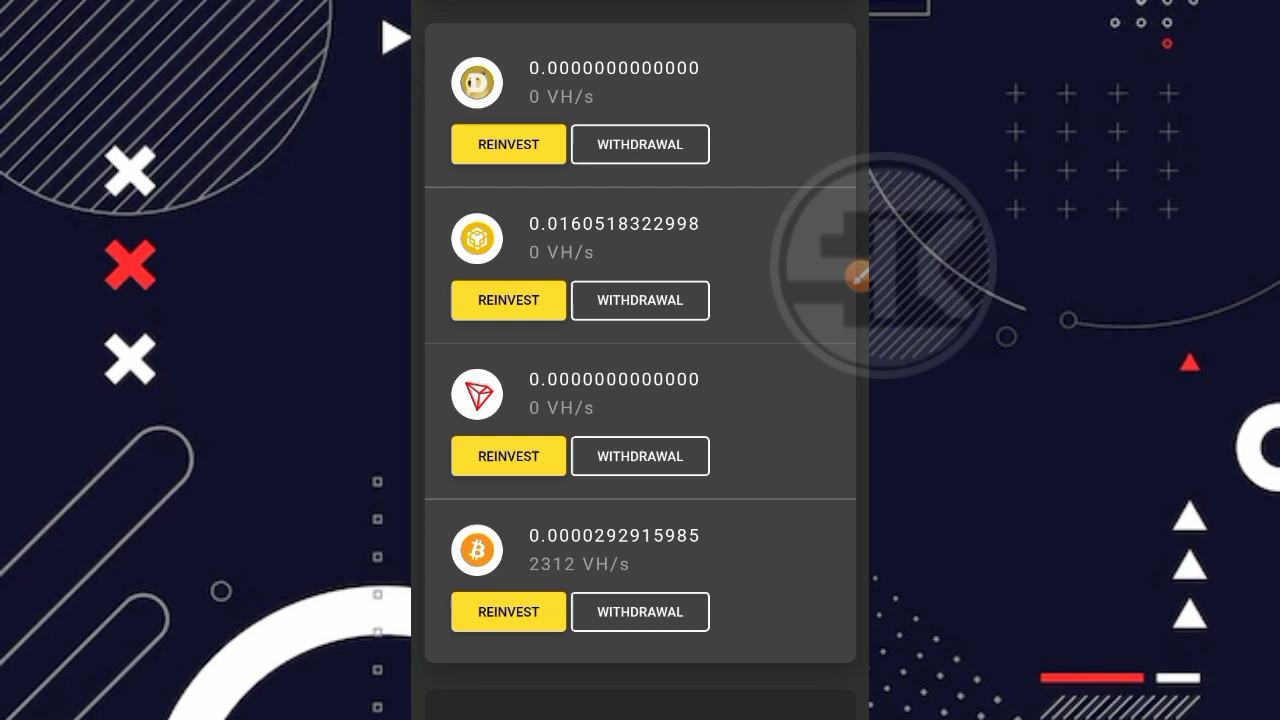 0.0000000000000
0 VH/s
REINVEST WITHDRAWAL
0.0160518322998
0 VH/s
REINVEST WITHDRAWAL
0.0000000000000
0 VH/s
REINVEST WITHDRAWAL
0.0000292915985
2312 VH/s
REINVEST WITHDRAWAL